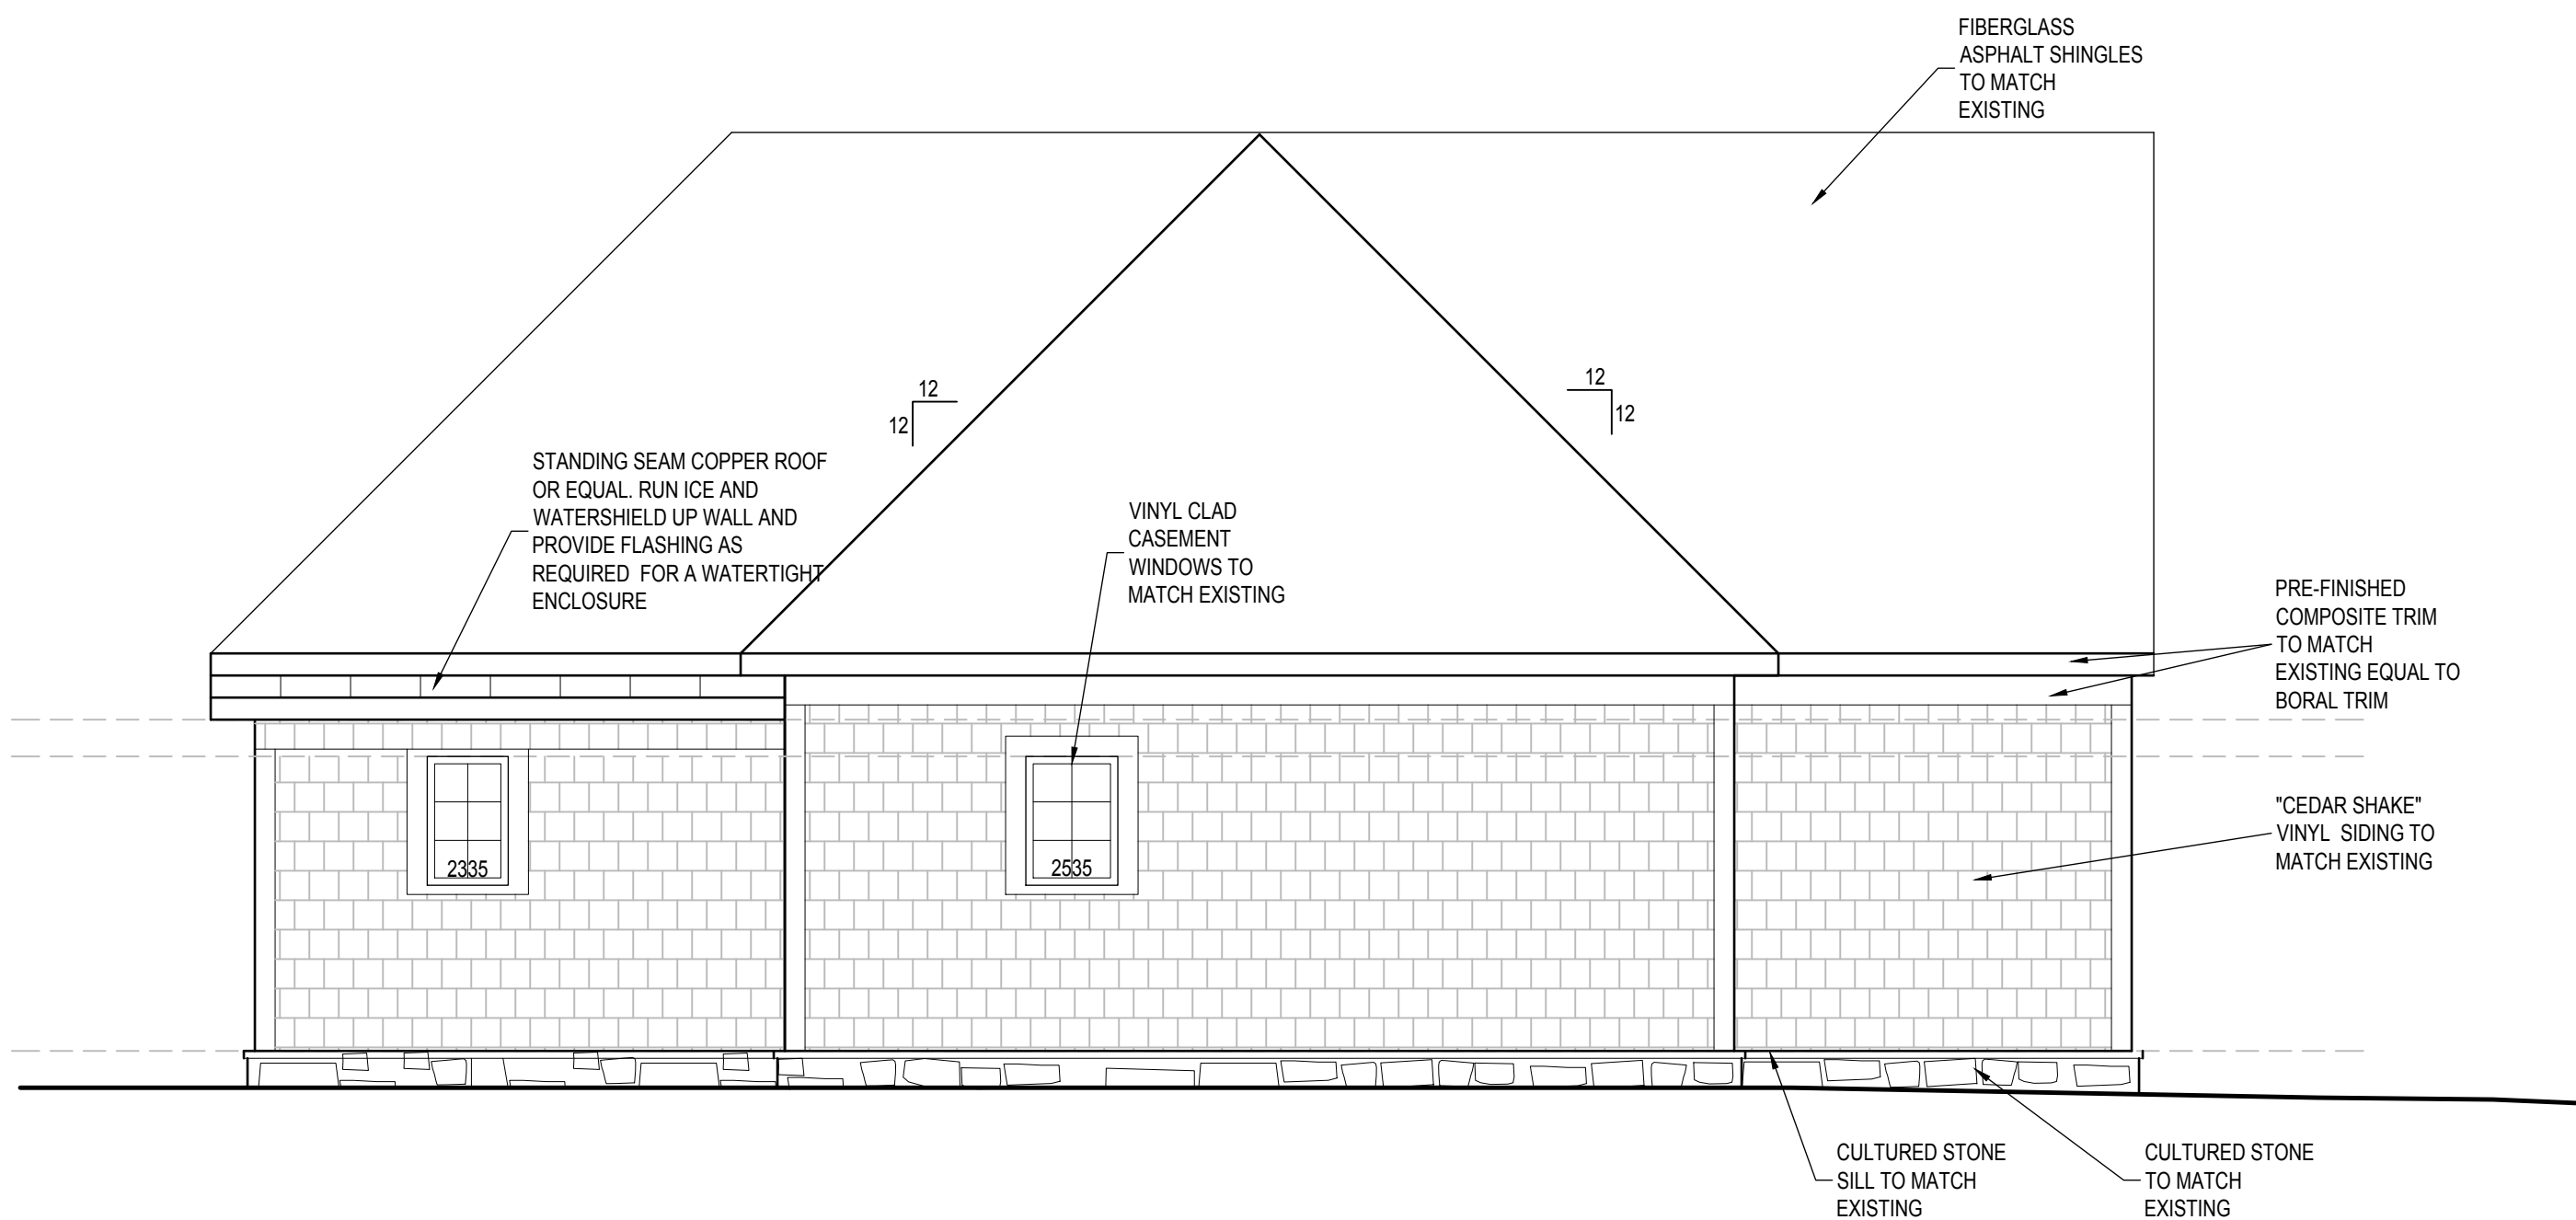 FIBERGLASS
ASPHALT SHINGLES
TO MATCH
EXISTING
12
12
12
12
STANDING SEAM COPPER ROOF
OR EQUAL. RUN ICE AND
WATERSHIELD UP WALL AND
PROVIDE FLASHING AS
REQUIRED FOR A WATERTIGHT
ENCLOSURE
VINYL CLAD
CASEMENT
WINDOWS TO
MATCH EXISTING
PRE-FINISHED
COMPOSITE TRIM
TO MATCH
EXISTING EQUAL TO
BORAL TRIM
"CEDAR SHAKE"
VINYL SIDING TO
MATCH EXISTING
2335
2535
CULTURED STONE
SILL TO MATCH
EXISTING
CULTURED STONE
TO MATCH
EXISTING